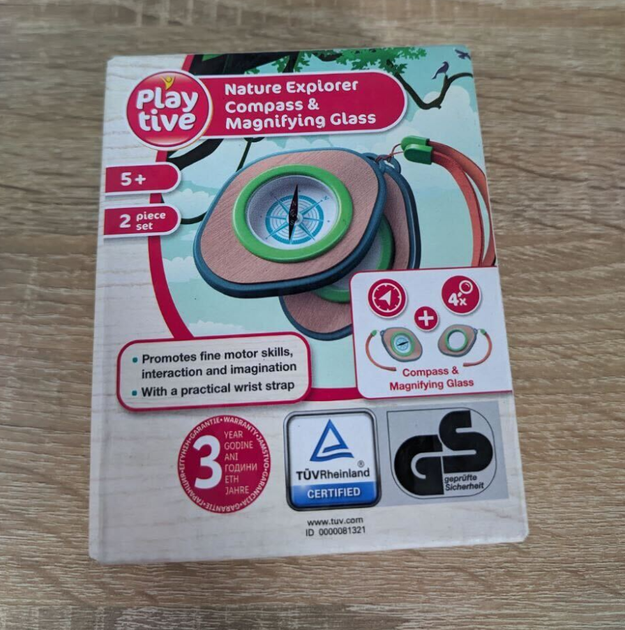 Play
tive
Nature Explorer
Compass &
Magnifying Glass
5+
2 piece
set
4x
Compass &
Magnifying Glass
• Promotes fine motor skills,
interaction and imagination
• With a practical wrist strap
3
YEAR
GODINE
ANI
ГОДИНИ
ΕΤΗ
JAHRE
TÜVRheinland®
CERTIFIED
GS
geprüfte
Sicherheit
www.tuv.com
ID 0000081321